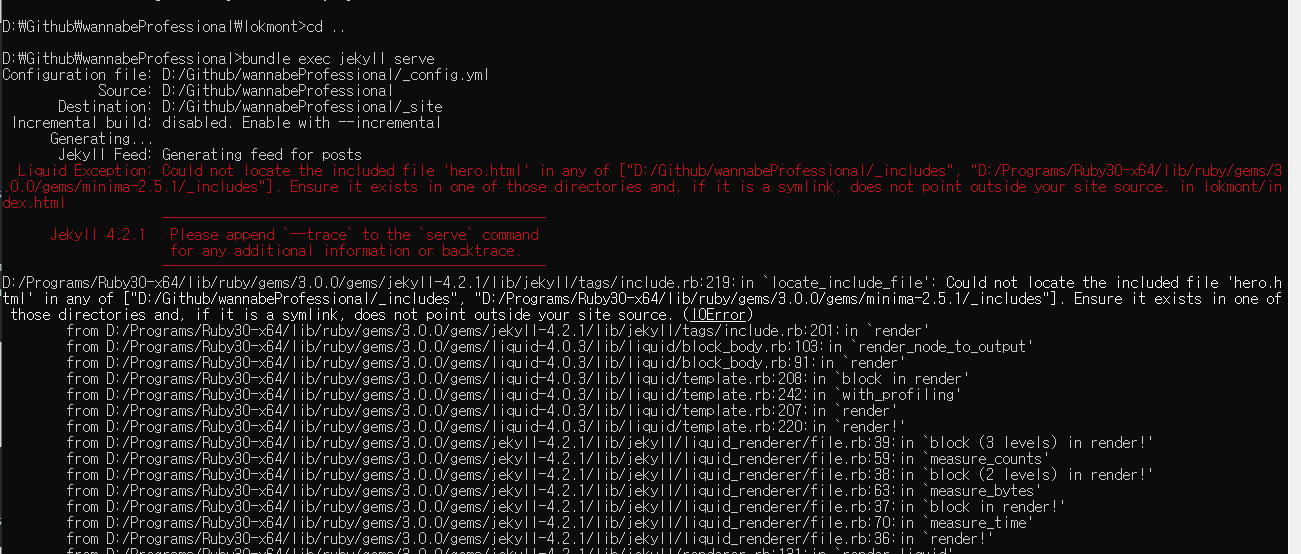 D:₩Github₩wannabeProfessional₩lokmont>cd ..
D:₩Github₩wannabeProfessional>bundle exec jekyll serve
Configuration file: D:/Github/wannabeProfessional/_config.yml
Source: D:/Github/wannabeProfessional
Destination: D:/Github/wannabeProfessional/_site
Incremental build: disabled. Enable with --incremental
Generating...
Jekyll Feed: Generating feed for posts
Liquid Exception: Could not locate the included file 'hero.html' in any of ["D:/Github/wannabeProfessional/_includes", "D:/Programs/Ruby30-x64/lib/ruby/gems/3
.0.0/gems/minima-2.5.1/_includes"]. Ensure it exists in one of those directories and, if it is a symlink, does not point outside your site source. in lokmont/in
dex.html
------------------------------------------------
Jekyll 4.2.1   Please append `--trace` to the `serve` command
for any additional information or backtrace.
------------------------------------------------
D:/Programs/Ruby30-x64/lib/ruby/gems/3.0.0/gems/jekyll-4.2.1/lib/jekyll/tags/include.rb:219:in `locate_include_file': Could not locate the included file 'hero.h
tml' in any of ["D:/Github/wannabeProfessional/_includes", "D:/Programs/Ruby30-x64/lib/ruby/gems/3.0.0/gems/minima-2.5.1/_includes"]. Ensure it exists in one of
those directories and, if it is a symlink, does not point outside your site source. (IOError)
from D:/Programs/Ruby30-x64/lib/ruby/gems/3.0.0/gems/jekyll-4.2.1/lib/jekyll/tags/include.rb:201:in `render'
from D:/Programs/Ruby30-x64/lib/ruby/gems/3.0.0/gems/liquid-4.0.3/lib/liquid/block_body.rb:103:in `render_node_to_output'
from D:/Programs/Ruby30-x64/lib/ruby/gems/3.0.0/gems/liquid-4.0.3/lib/liquid/block_body.rb:91:in `render'
from D:/Programs/Ruby30-x64/lib/ruby/gems/3.0.0/gems/liquid-4.0.3/lib/liquid/template.rb:208:in `block in render'
from D:/Programs/Ruby30-x64/lib/ruby/gems/3.0.0/gems/liquid-4.0.3/lib/liquid/template.rb:242:in `with_profiling'
from D:/Programs/Ruby30-x64/lib/ruby/gems/3.0.0/gems/liquid-4.0.3/lib/liquid/template.rb:207:in `render'
from D:/Programs/Ruby30-x64/lib/ruby/gems/3.0.0/gems/liquid-4.0.3/lib/liquid/template.rb:220:in `render!'
from D:/Programs/Ruby30-x64/lib/ruby/gems/3.0.0/gems/jekyll-4.2.1/lib/jekyll/liquid_renderer/file.rb:39:in `block (3 levels) in render!'
from D:/Programs/Ruby30-x64/lib/ruby/gems/3.0.0/gems/jekyll-4.2.1/lib/jekyll/liquid_renderer/file.rb:59:in `measure_counts'
from D:/Programs/Ruby30-x64/lib/ruby/gems/3.0.0/gems/jekyll-4.2.1/lib/jekyll/liquid_renderer/file.rb:38:in `block (2 levels) in render!'
from D:/Programs/Ruby30-x64/lib/ruby/gems/3.0.0/gems/jekyll-4.2.1/lib/jekyll/liquid_renderer/file.rb:63:in `measure_bytes'
from D:/Programs/Ruby30-x64/lib/ruby/gems/3.0.0/gems/jekyll-4.2.1/lib/jekyll/liquid_renderer/file.rb:37:in `block in render!'
from D:/Programs/Ruby30-x64/lib/ruby/gems/3.0.0/gems/jekyll-4.2.1/lib/jekyll/liquid_renderer/file.rb:70:in `measure_time'
from D:/Programs/Ruby30-x64/lib/ruby/gems/3.0.0/gems/jekyll-4.2.1/lib/jekyll/liquid_renderer/file.rb:36:in `render!'
from D:/Programs/Ruby30-x64/lib/ruby/gems/3.0.0/gems/jekyll-4.2.1/lib/jekyll/renderer.rb:131:in `render_liquid'